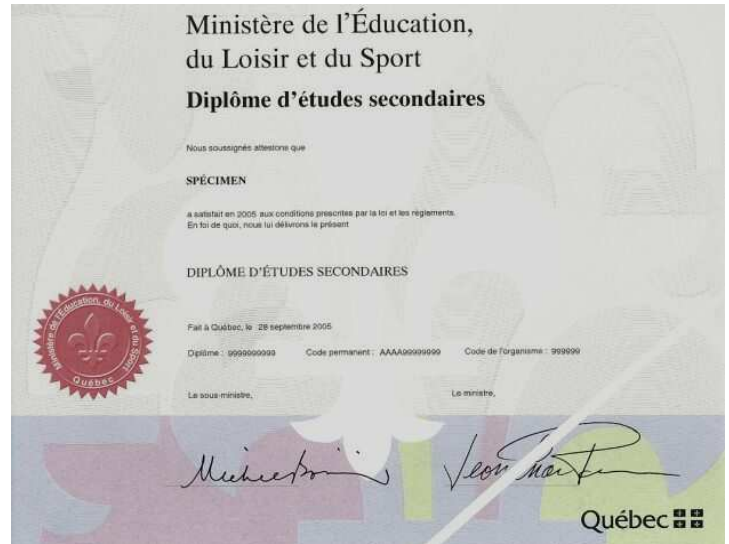 Ministère de l'Éducation,
du Loisir et du Sport
Diplôme d'études secondaires
Nous soussignés attestons que
SPÉCIMEN
a satisfait en 2005 aux conditions prescrites par la loi et les règlements.
En foi de quoi, nous lui délivrons le présent
DIPLÔME D'ÉTUDES SECONDAIRES
Ministère de l'Éducation, du Loisir et du Sport
Québec
Fait à Québec, le 28 septembre 2005
Diplôme : 9999999999 Code permanent : AAAA99999999 Code de l'organisme : 999999
Le sous-ministre, Le ministre,
Québec